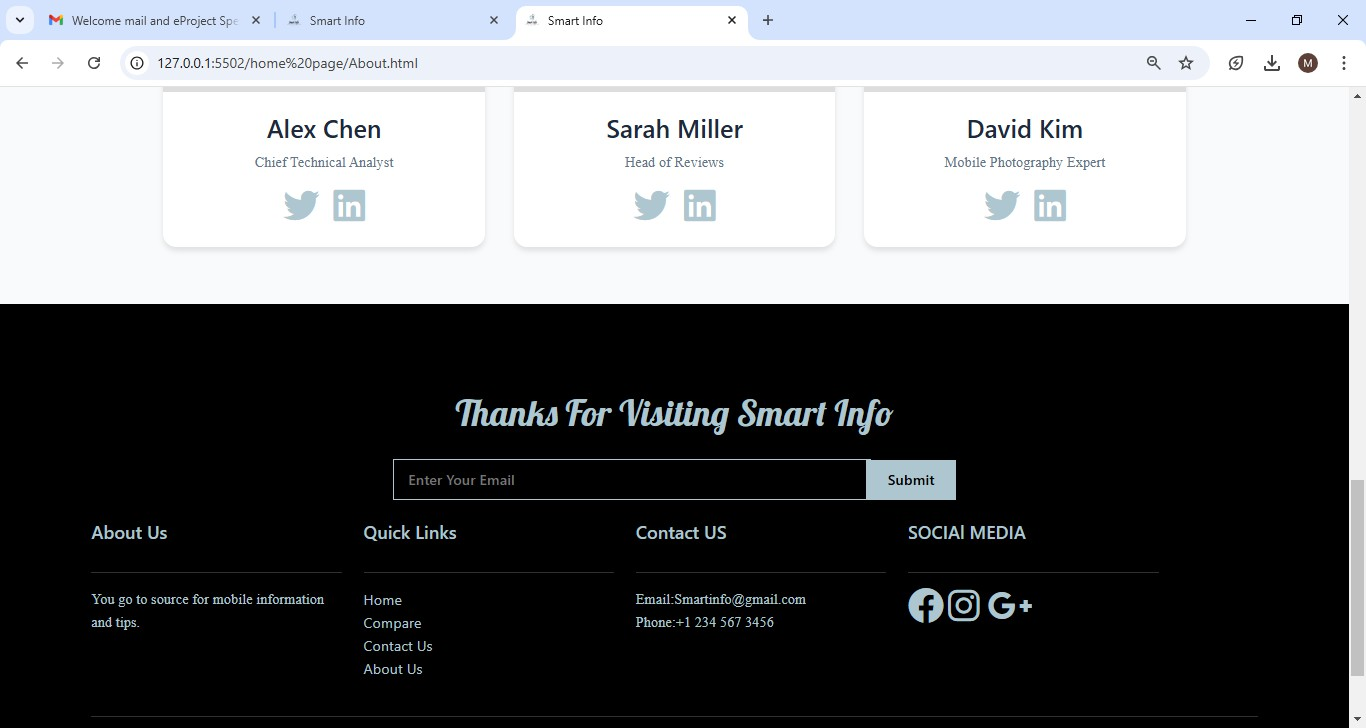 Welcome mail and eProject Spe
Smart Info
Smart Info
127.0.0.1:5502/home%20page/About.html
M
Alex Chen
Sarah Miller
David Kim
Chief Technical Analyst
Head of Reviews
Mobile Photography Expert
in
in
in
Thanks For Visiting Smart Info
Enter Your Email
Submit
About Us
Quick Links
Contact US
SOCIAl MEDIA
You go to source for mobile information
and tips.
Home
Compare
Contact Us
About Us
Email:Smartinfo@gmail.com
Phone:+1 234 567 3456
G+